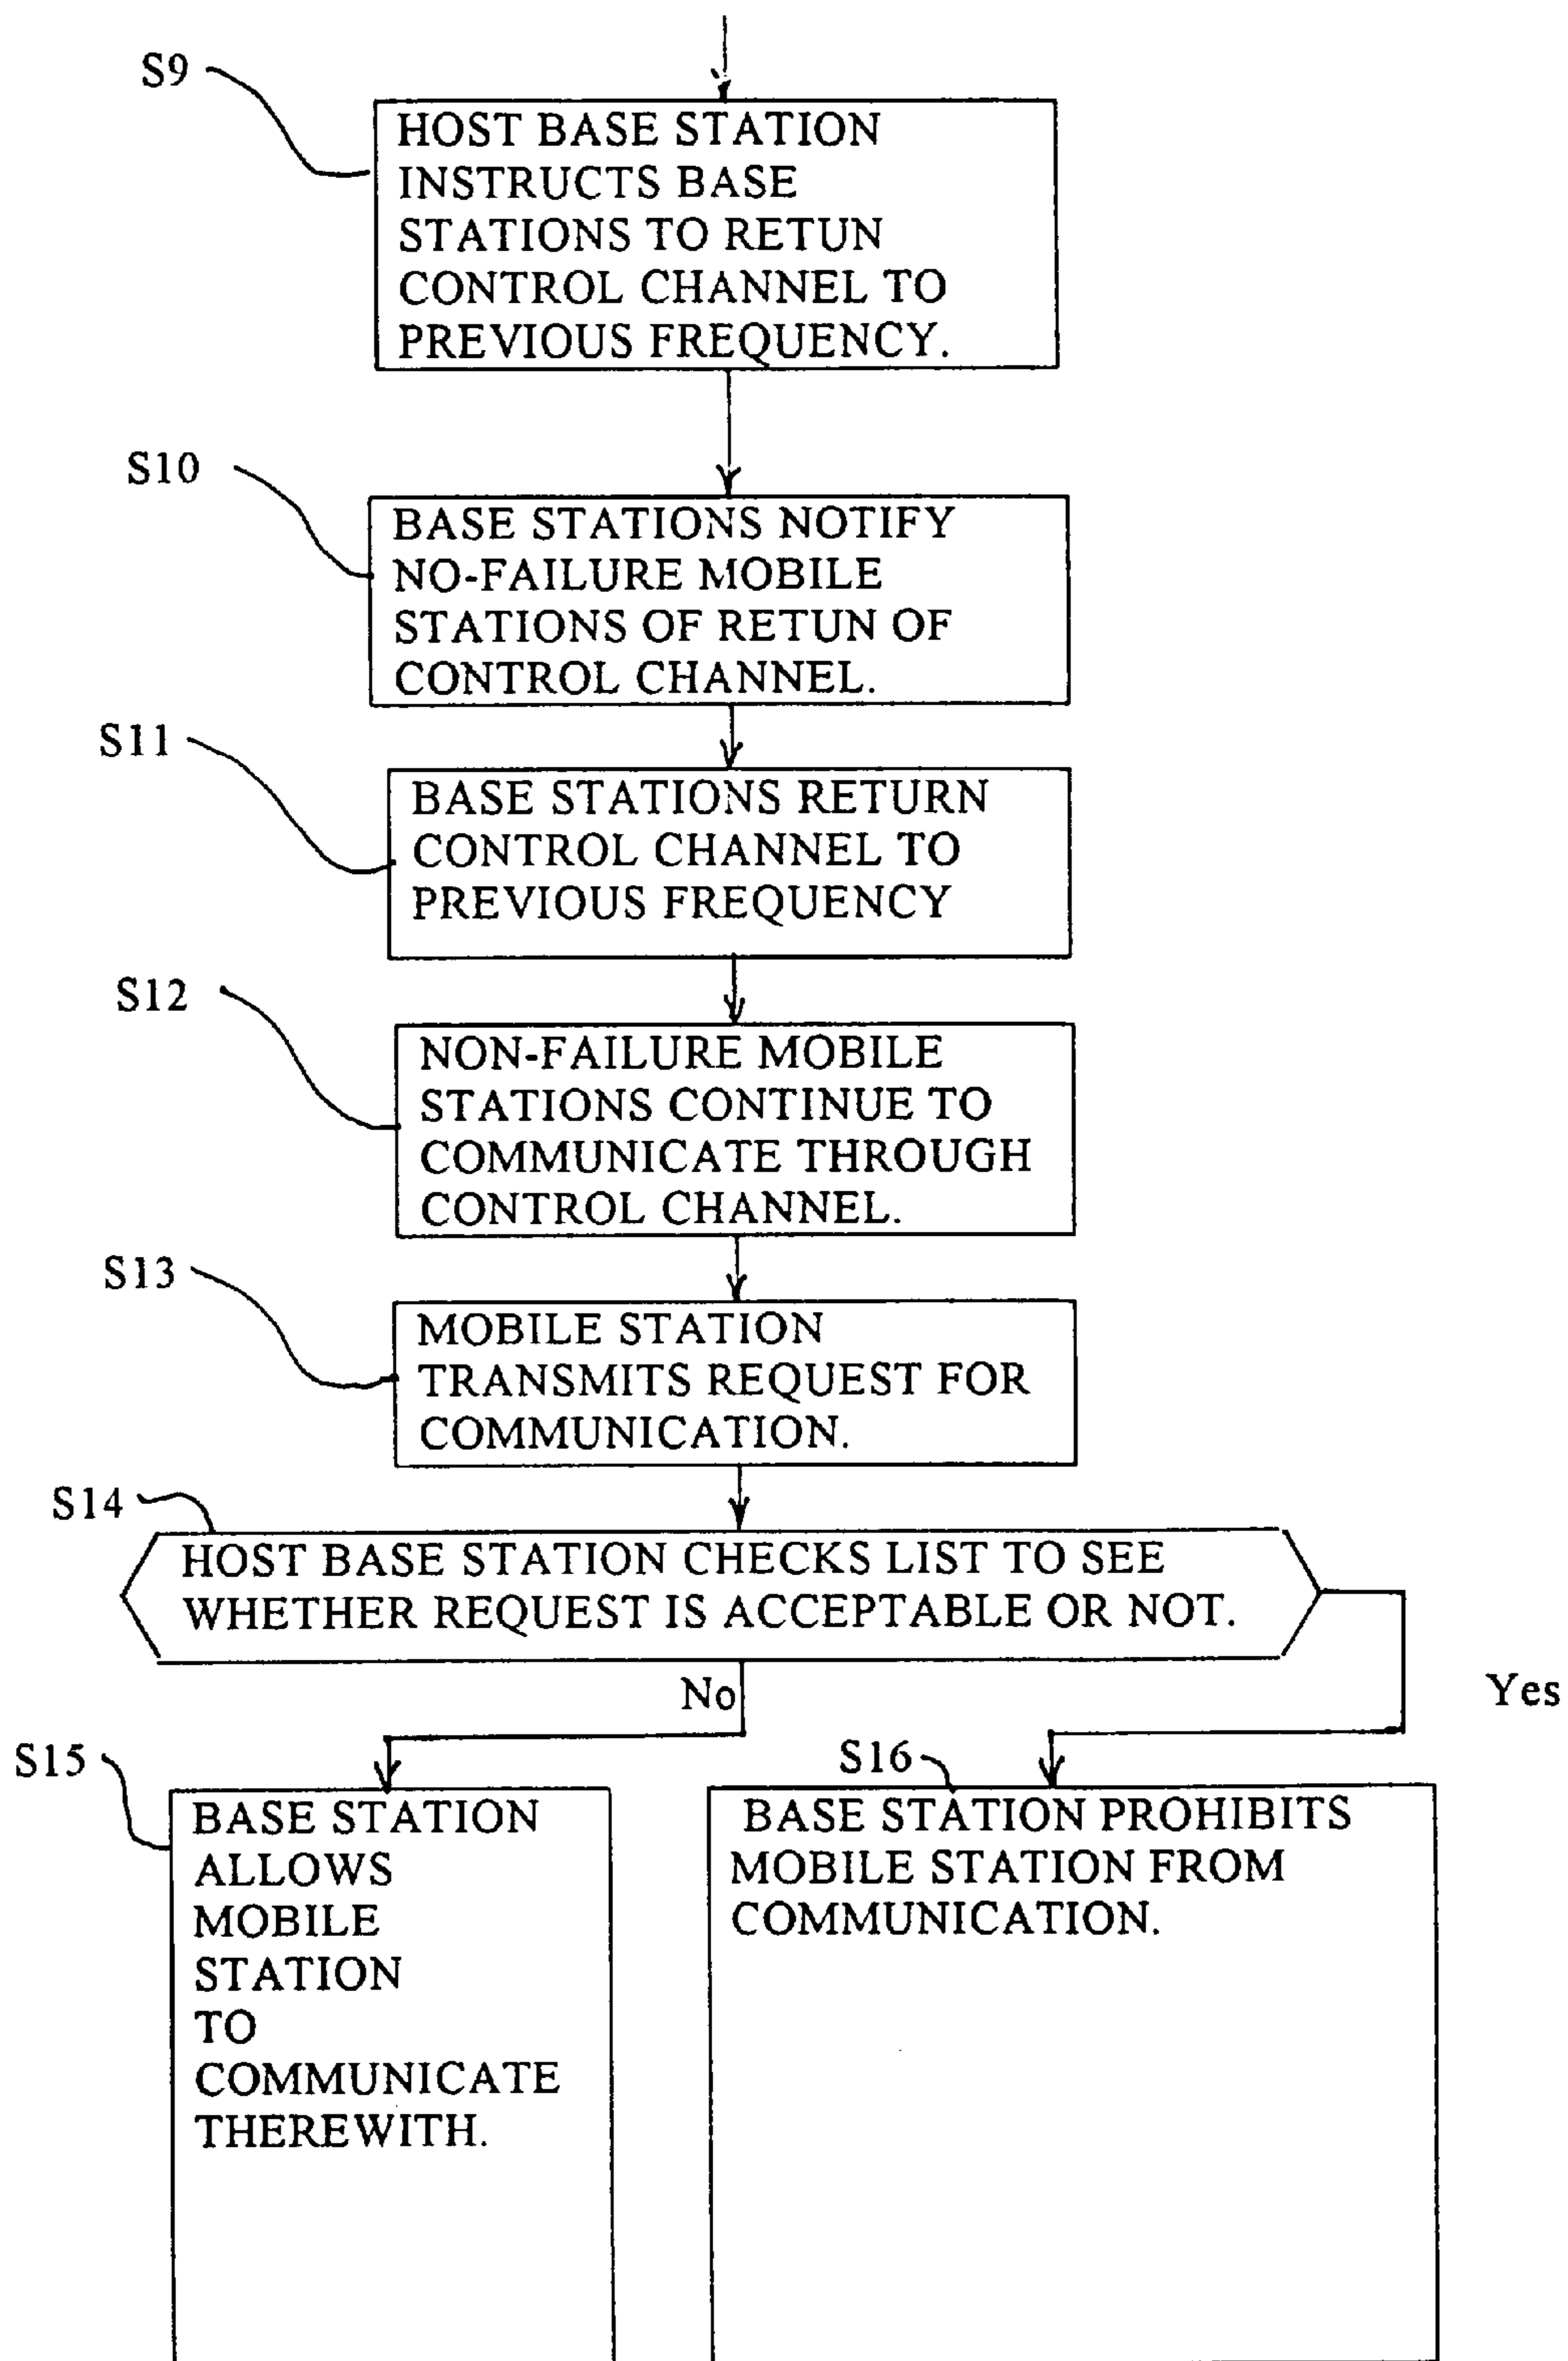 S9
HOST BASE STATION
INSTRUCTS BASE
STATIONS TO RETUN
CONTROL CHANNEL TO
PREVIOUS FREQUENCY.
S10
BASE STATIONS NOTIFY
NO-FAILURE MOBILE
STATIONS OF RETUN OF
CONTROL CHANNEL.
S11
BASE STATIONS RETURN
CONTROL CHANNEL TO
PREVIOUS FREQUENCY
S12
NON-FAILURE MOBILE
STATIONS CONTINUE TO
COMMUNICATE THROUGH
CONTROL CHANNEL.
S13
MOBILE STATION
TRANSMITS REQUEST FOR
COMMUNICATION.
S14
HOST BASE STATION CHECKS LIST TO SEE
WHETHER REQUEST IS ACCEPTABLE OR NOT.
No
Yes
S15
BASE STATION
ALLOWS
MOBILE
STATION
TO
COMMUNICATE
THEREWITH.
S16
BASE STATION PROHIBITS
MOBILE STATION FROM
COMMUNICATION.